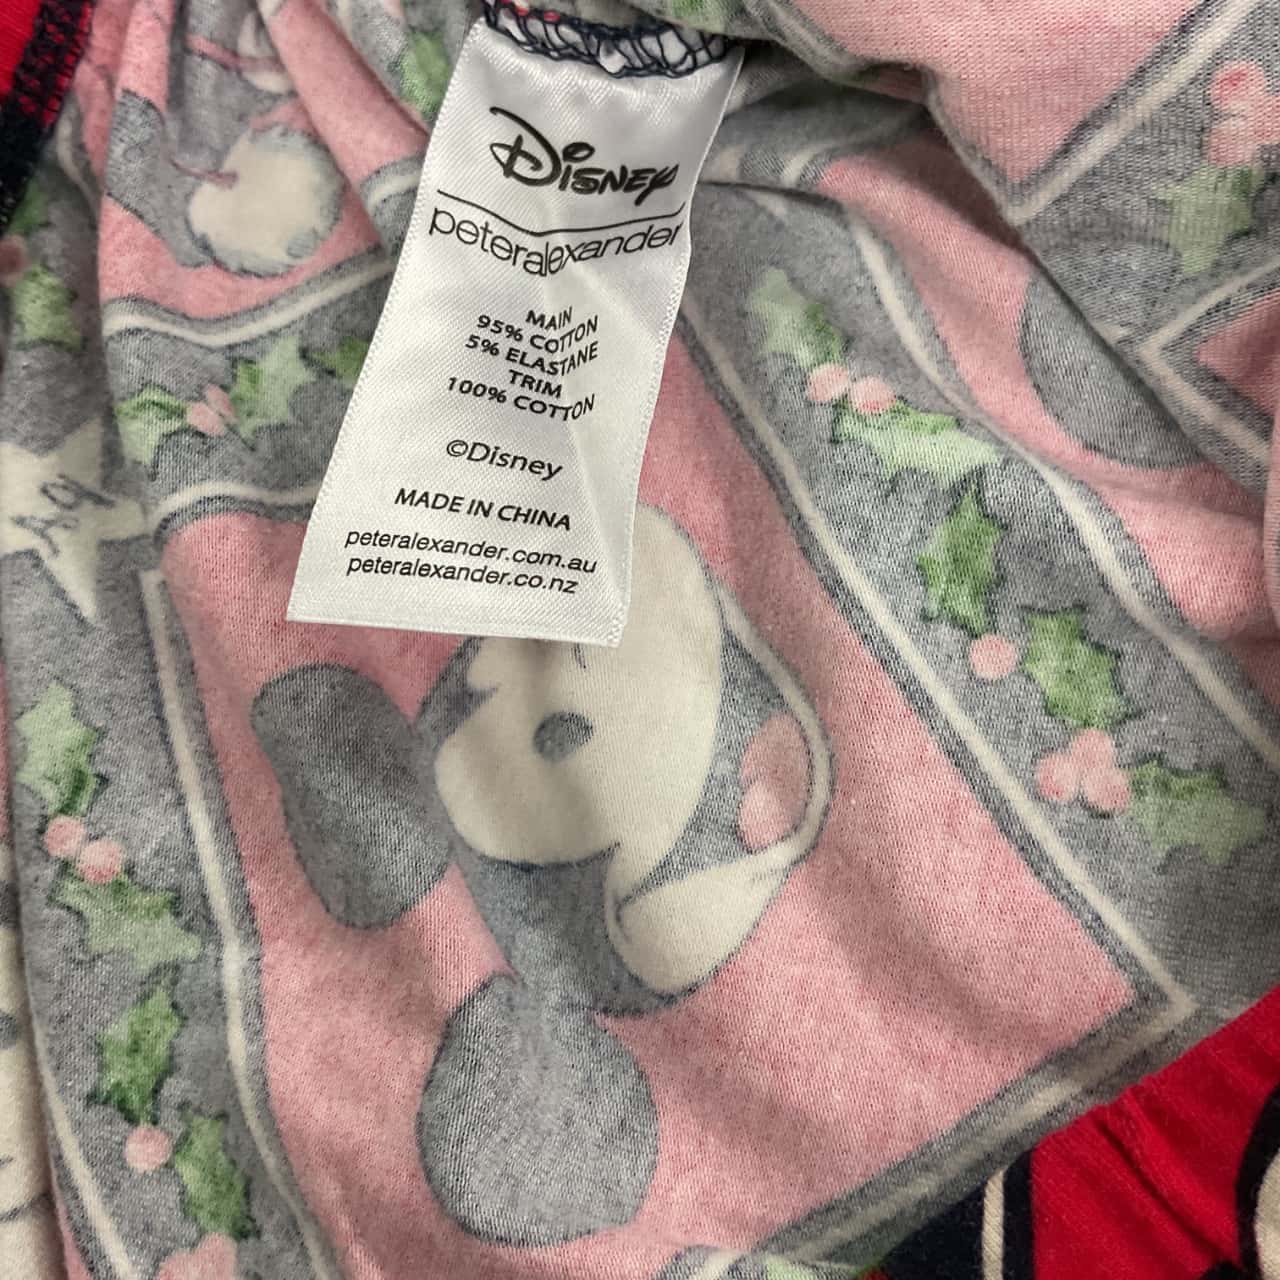 Disney
peteralexander
MAIN
95% COTTON
5% ELASTANE
TRIM
100% COTTON
©Disney
MADE IN CHINA
peteralexander.com.au
peteralexander.co.nz